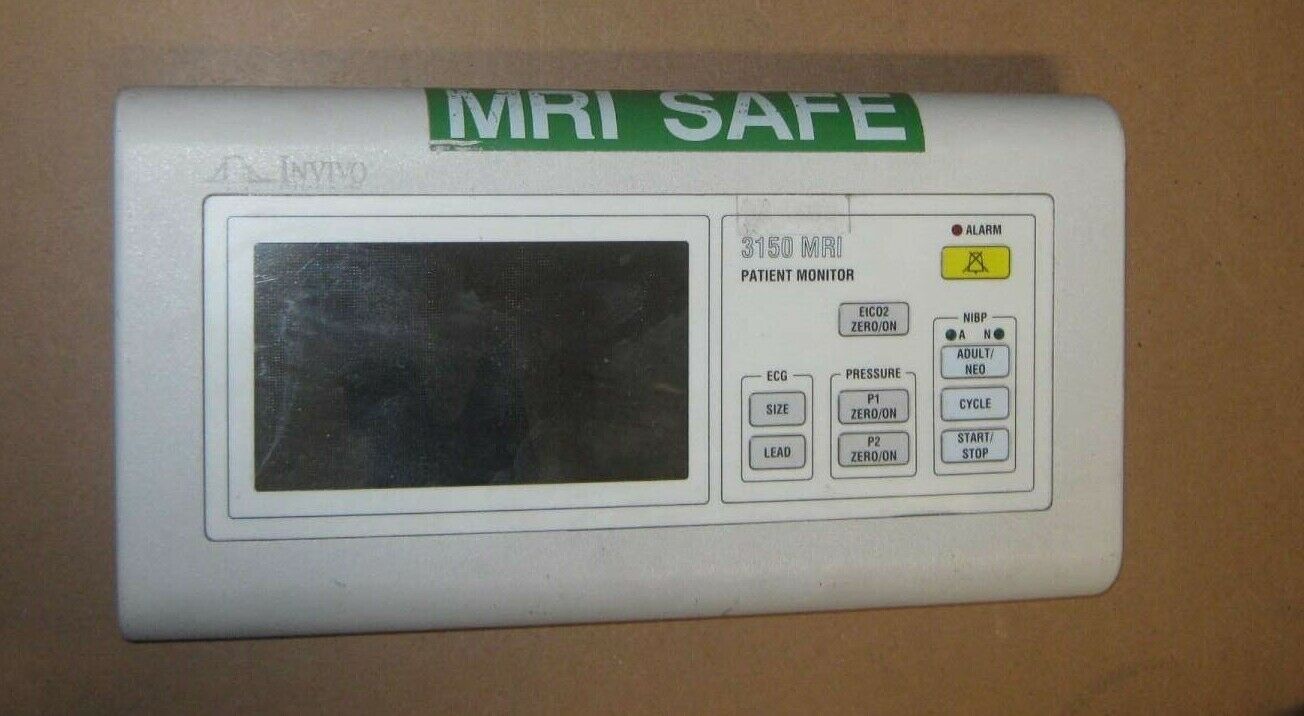 MRI SAFE
INVIVO
3150 MRI
PATIENT MONITOR
ALARM
EtCO2
ZERO/ON
ECG
SIZE
LEAD
PRESSURE
P1
ZERO/ON
P2
ZERO/ON
NIBP
A N
ADULT/
NEO
CYCLE
START/
STOP